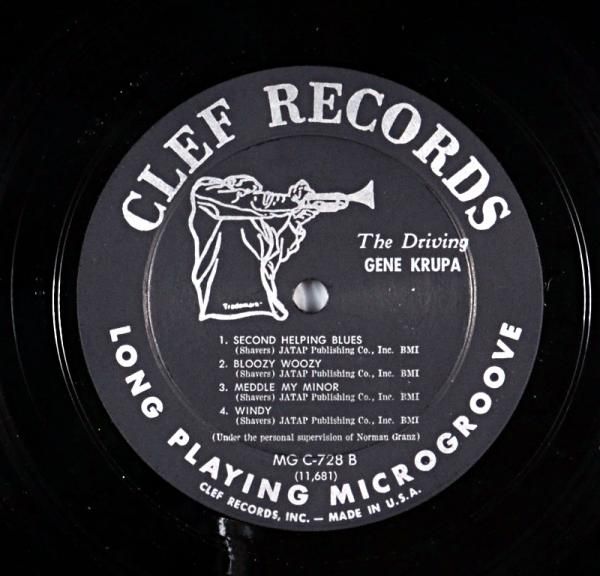 CLEF RECORDS
Trademark
The Driving
GENE KRUPA
1. SECOND HELPING BLUES
(Shavers) JATAP Publishing Co., Inc. BMI
2. BLOOZY WOOZY
(Shavers) JATAP Publishing Co., Inc. BMI
3. MEDDLE MY MINOR
(Shavers) JATAP Publishing Co., Inc. BMI
4. WINDY
(Shavers) JATAP Publishing Co., Inc. BMI
(Under the personal supervision of Norman Granz)
MG C-728 B
(11,681)
LONG PLAYING MICROGROOVE
CLEF RECORDS, INC. — MADE IN U.S.A.